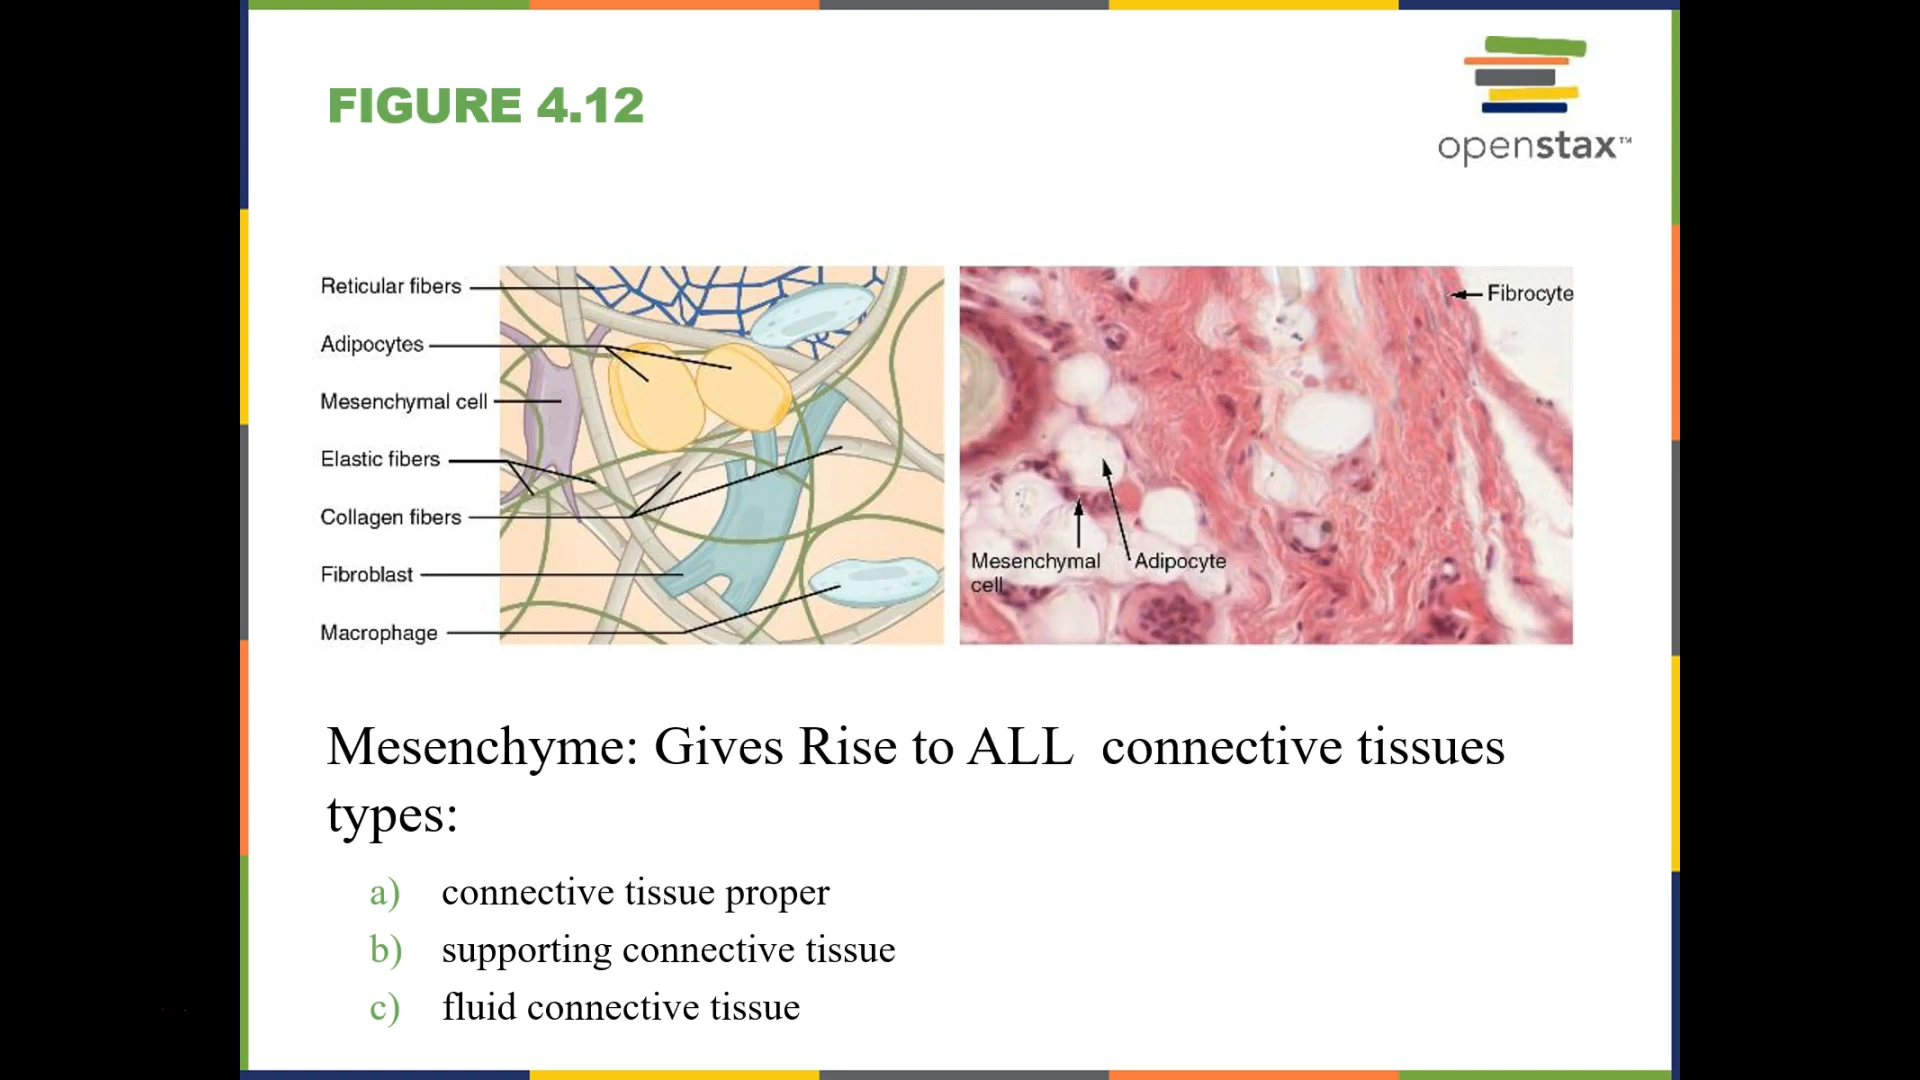 FIGURE 4.12
openstax™
Reticular fibers
Adipocytes
Mesenchymal cell
Elastic fibers
Collagen fibers
Fibroblast
Macrophage
Fibrocyte
Mesenchymal
cell
Adipocyte
Mesenchyme: Gives Rise to ALL  connective tissues
types:
a) connective tissue proper
b) supporting connective tissue
c) fluid connective tissue